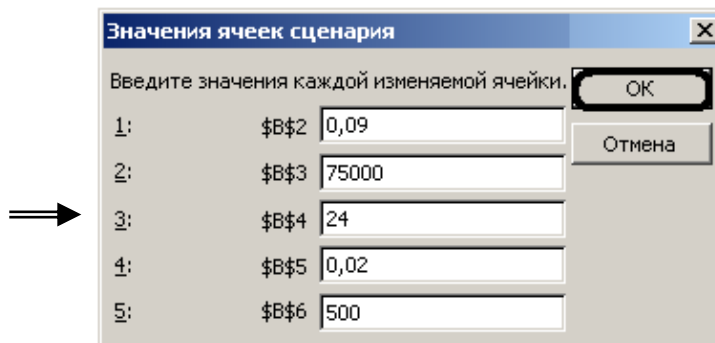 Значения ячеек сценария
Введите значения каждой изменяемой ячейки.
OK
1: $B$2 0,09
Отмена
2: $B$3 75000
3: $B$4 24
4: $B$5 0,02
5: $B$6 500